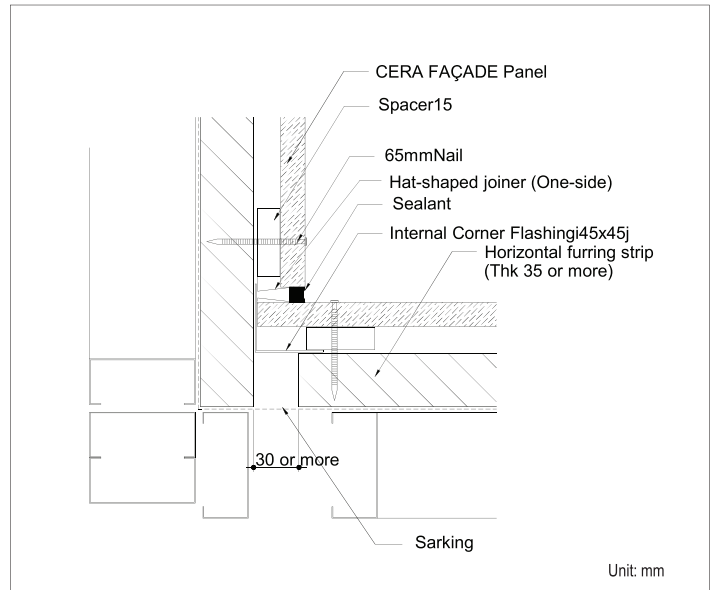 CERA FAÇADE Panel
Spacer15
65mmNail
Hat-shaped joiner (One-side)
Sealant
Internal Corner Flashingi45x45j
Horizontal furring strip
(Thk 35 or more)
30 or more
Sarking
Unit: mm